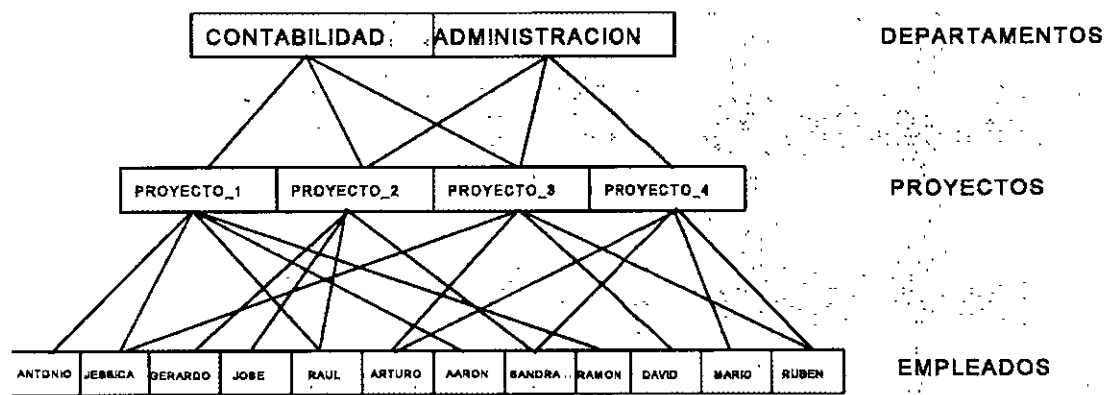 CONTABILIDAD ADMINISTRACION DEPARTAMENTOS
PROYECTO_1 PROYECTO_2 PROYECTO_3 PROYECTO_4 PROYECTOS
ANTONIO JESSICA GERARDO JOSE RAUL ARTURO AARON SANDRA RAMON DAVID MARIO RUBEN EMPLEADOS